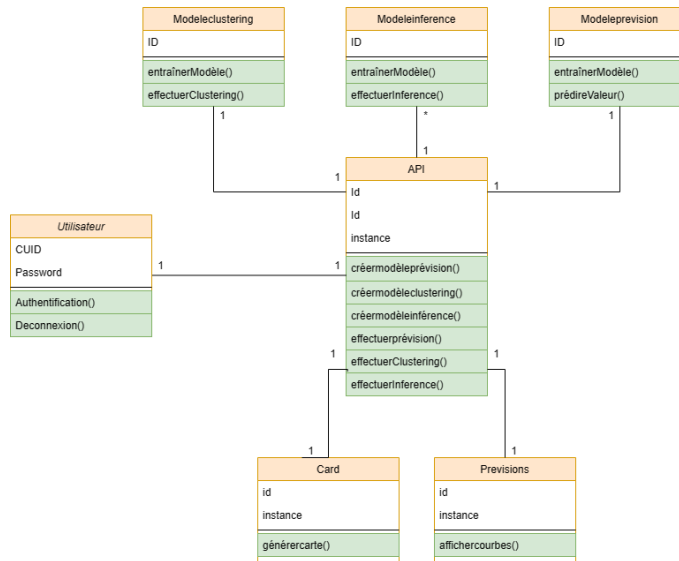 Modeleclustering
ID
entraînerModèle()
effectuerClustering()
Modeleinference
ID
entraînerModèle()
effectuerInference()
Modeleprevision
ID
entraînerModèle()
prédireValeur()
1
*
1
1
1
1
API
Id
Id
instance
créermodèleprévision()
créermodèleclustering()
créermodèleinférence()
effectuerprévision()
effectuerClustering()
effectuerInference()
Utilisateur
CUID
Password
Authentification()
Deconnexion()
1
1
1
1
1
1
Card
id
instance
générercarte()
Previsions
id
instance
affichercourbes()